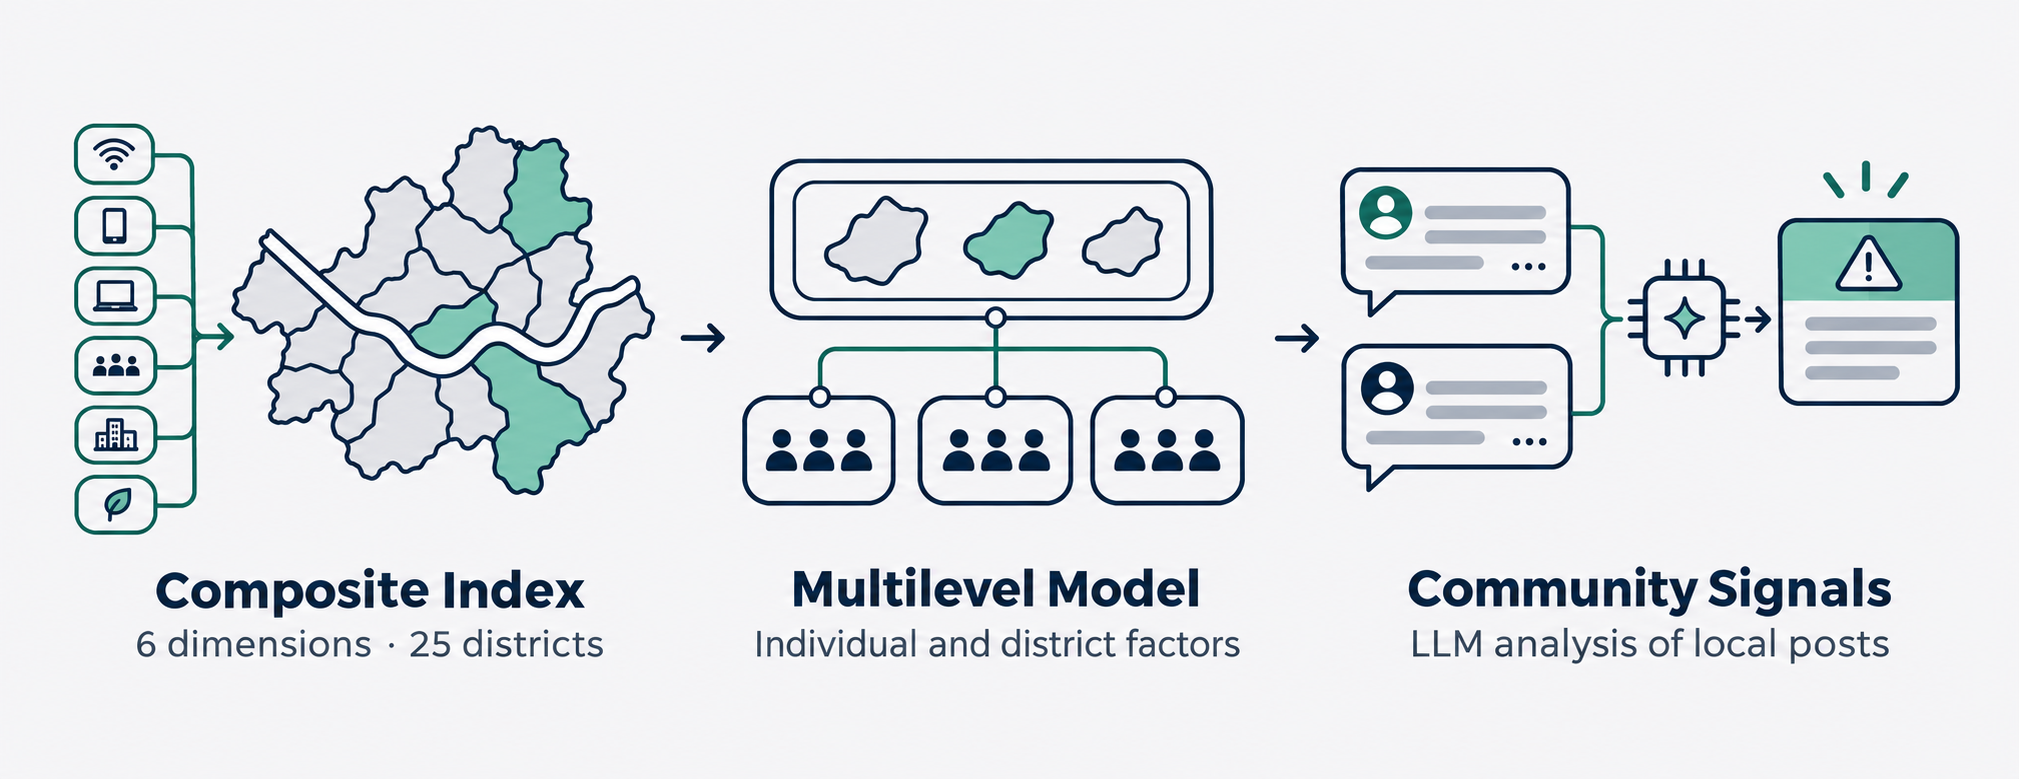 Composite Index
6 dimensions · 25 districts
Multilevel Model
Individual and district factors
Community Signals
LLM analysis of local posts